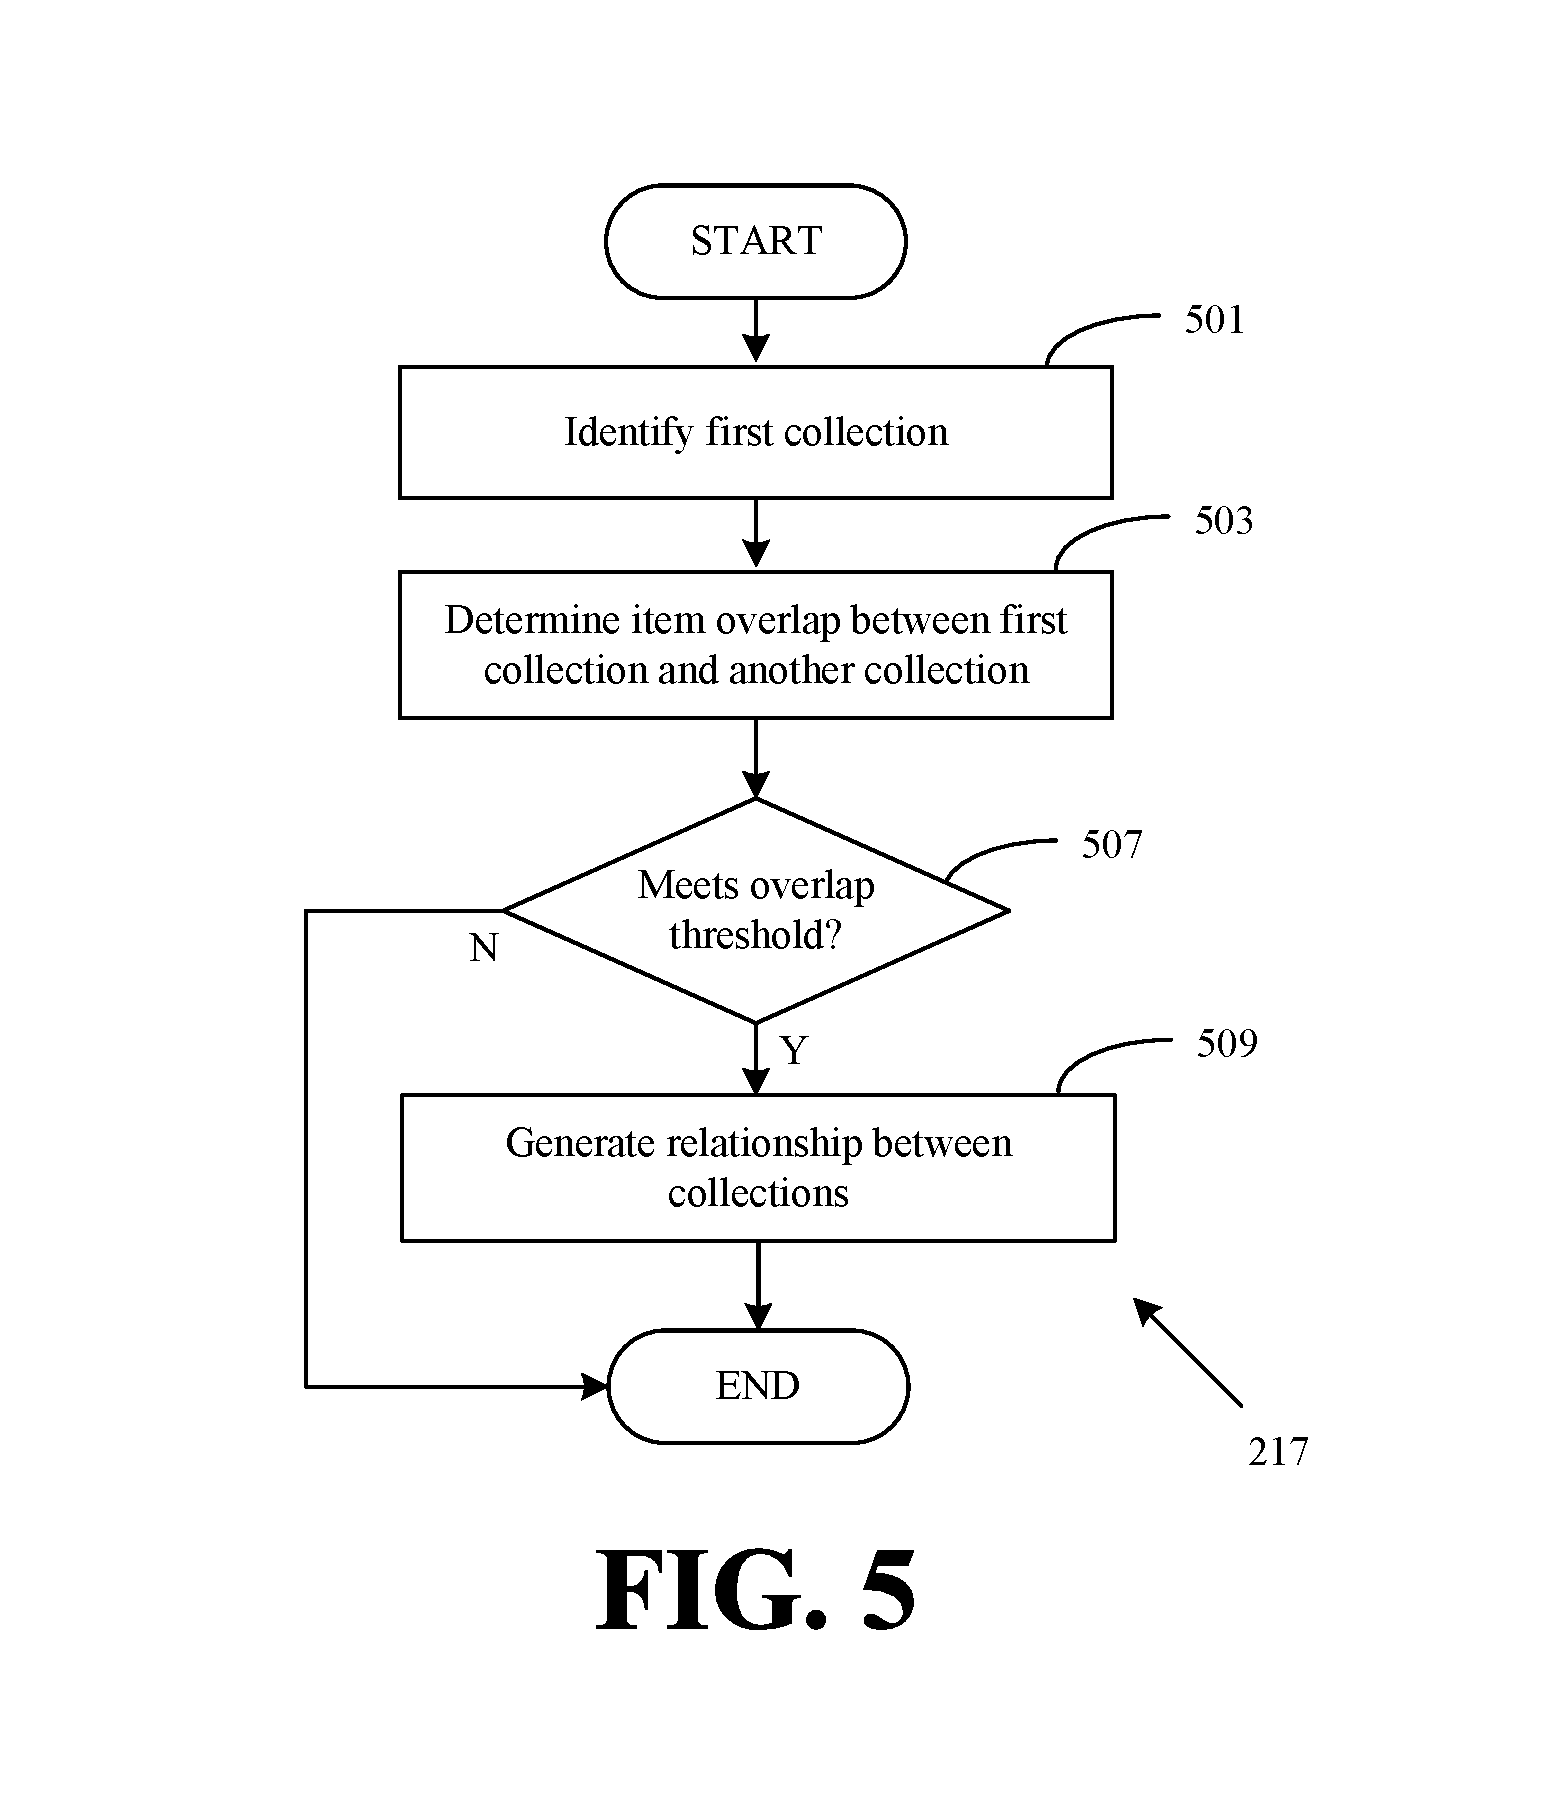 START
501
Identify first collection
503
Determine item overlap between first
collection and another collection
507
Meets overlap
threshold?
N
Y
509
Generate relationship between
collections
END
217
FIG. 5